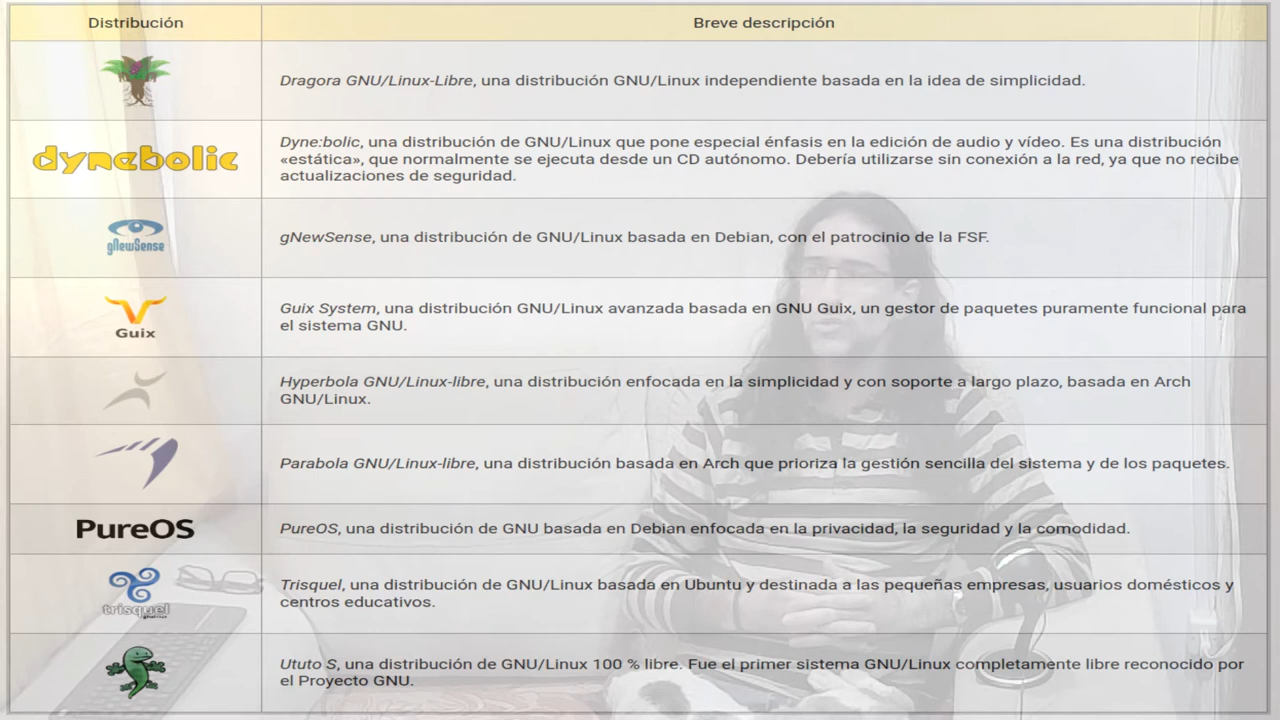 Distribución
Breve descripción
Dragora GNU/Linux-Libre, una distribución GNU/Linux independiente basada en la idea de simplicidad.
dynebolic
Dyne:bolic, una distribución de GNU/Linux que pone especial énfasis en la edición de audio y vídeo. Es una distribución
«estática», que normalmente se ejecuta desde un CD autónomo. Debería utilizarse sin conexión a la red, ya que no recibe
actualizaciones de seguridad.
gNewSense
gNewSense, una distribución de GNU/Linux basada en Debian, con el patrocinio de la FSF.
Guix
Guix System, una distribución GNU/Linux avanzada basada en GNU Guix, un gestor de paquetes puramente funcional para
el sistema GNU.
Hyperbola GNU/Linux-libre, una distribución enfocada en la simplicidad y con soporte a largo plazo, basada en Arch
GNU/Linux.
Parabola GNU/Linux-libre, una distribución basada en Arch que prioriza la gestión sencilla del sistema y de los paquetes.
PureOS
PureOS, una distribución de GNU basada en Debian enfocada en la privacidad, la seguridad y la comodidad.
trisquel
Trisquel, una distribución de GNU/Linux basada en Ubuntu y destinada a las pequeñas empresas, usuarios domésticos y
centros educativos.
Ututo S, una distribución de GNU/Linux 100 % libre. Fue el primer sistema GNU/Linux completamente libre reconocido por
el Proyecto GNU.